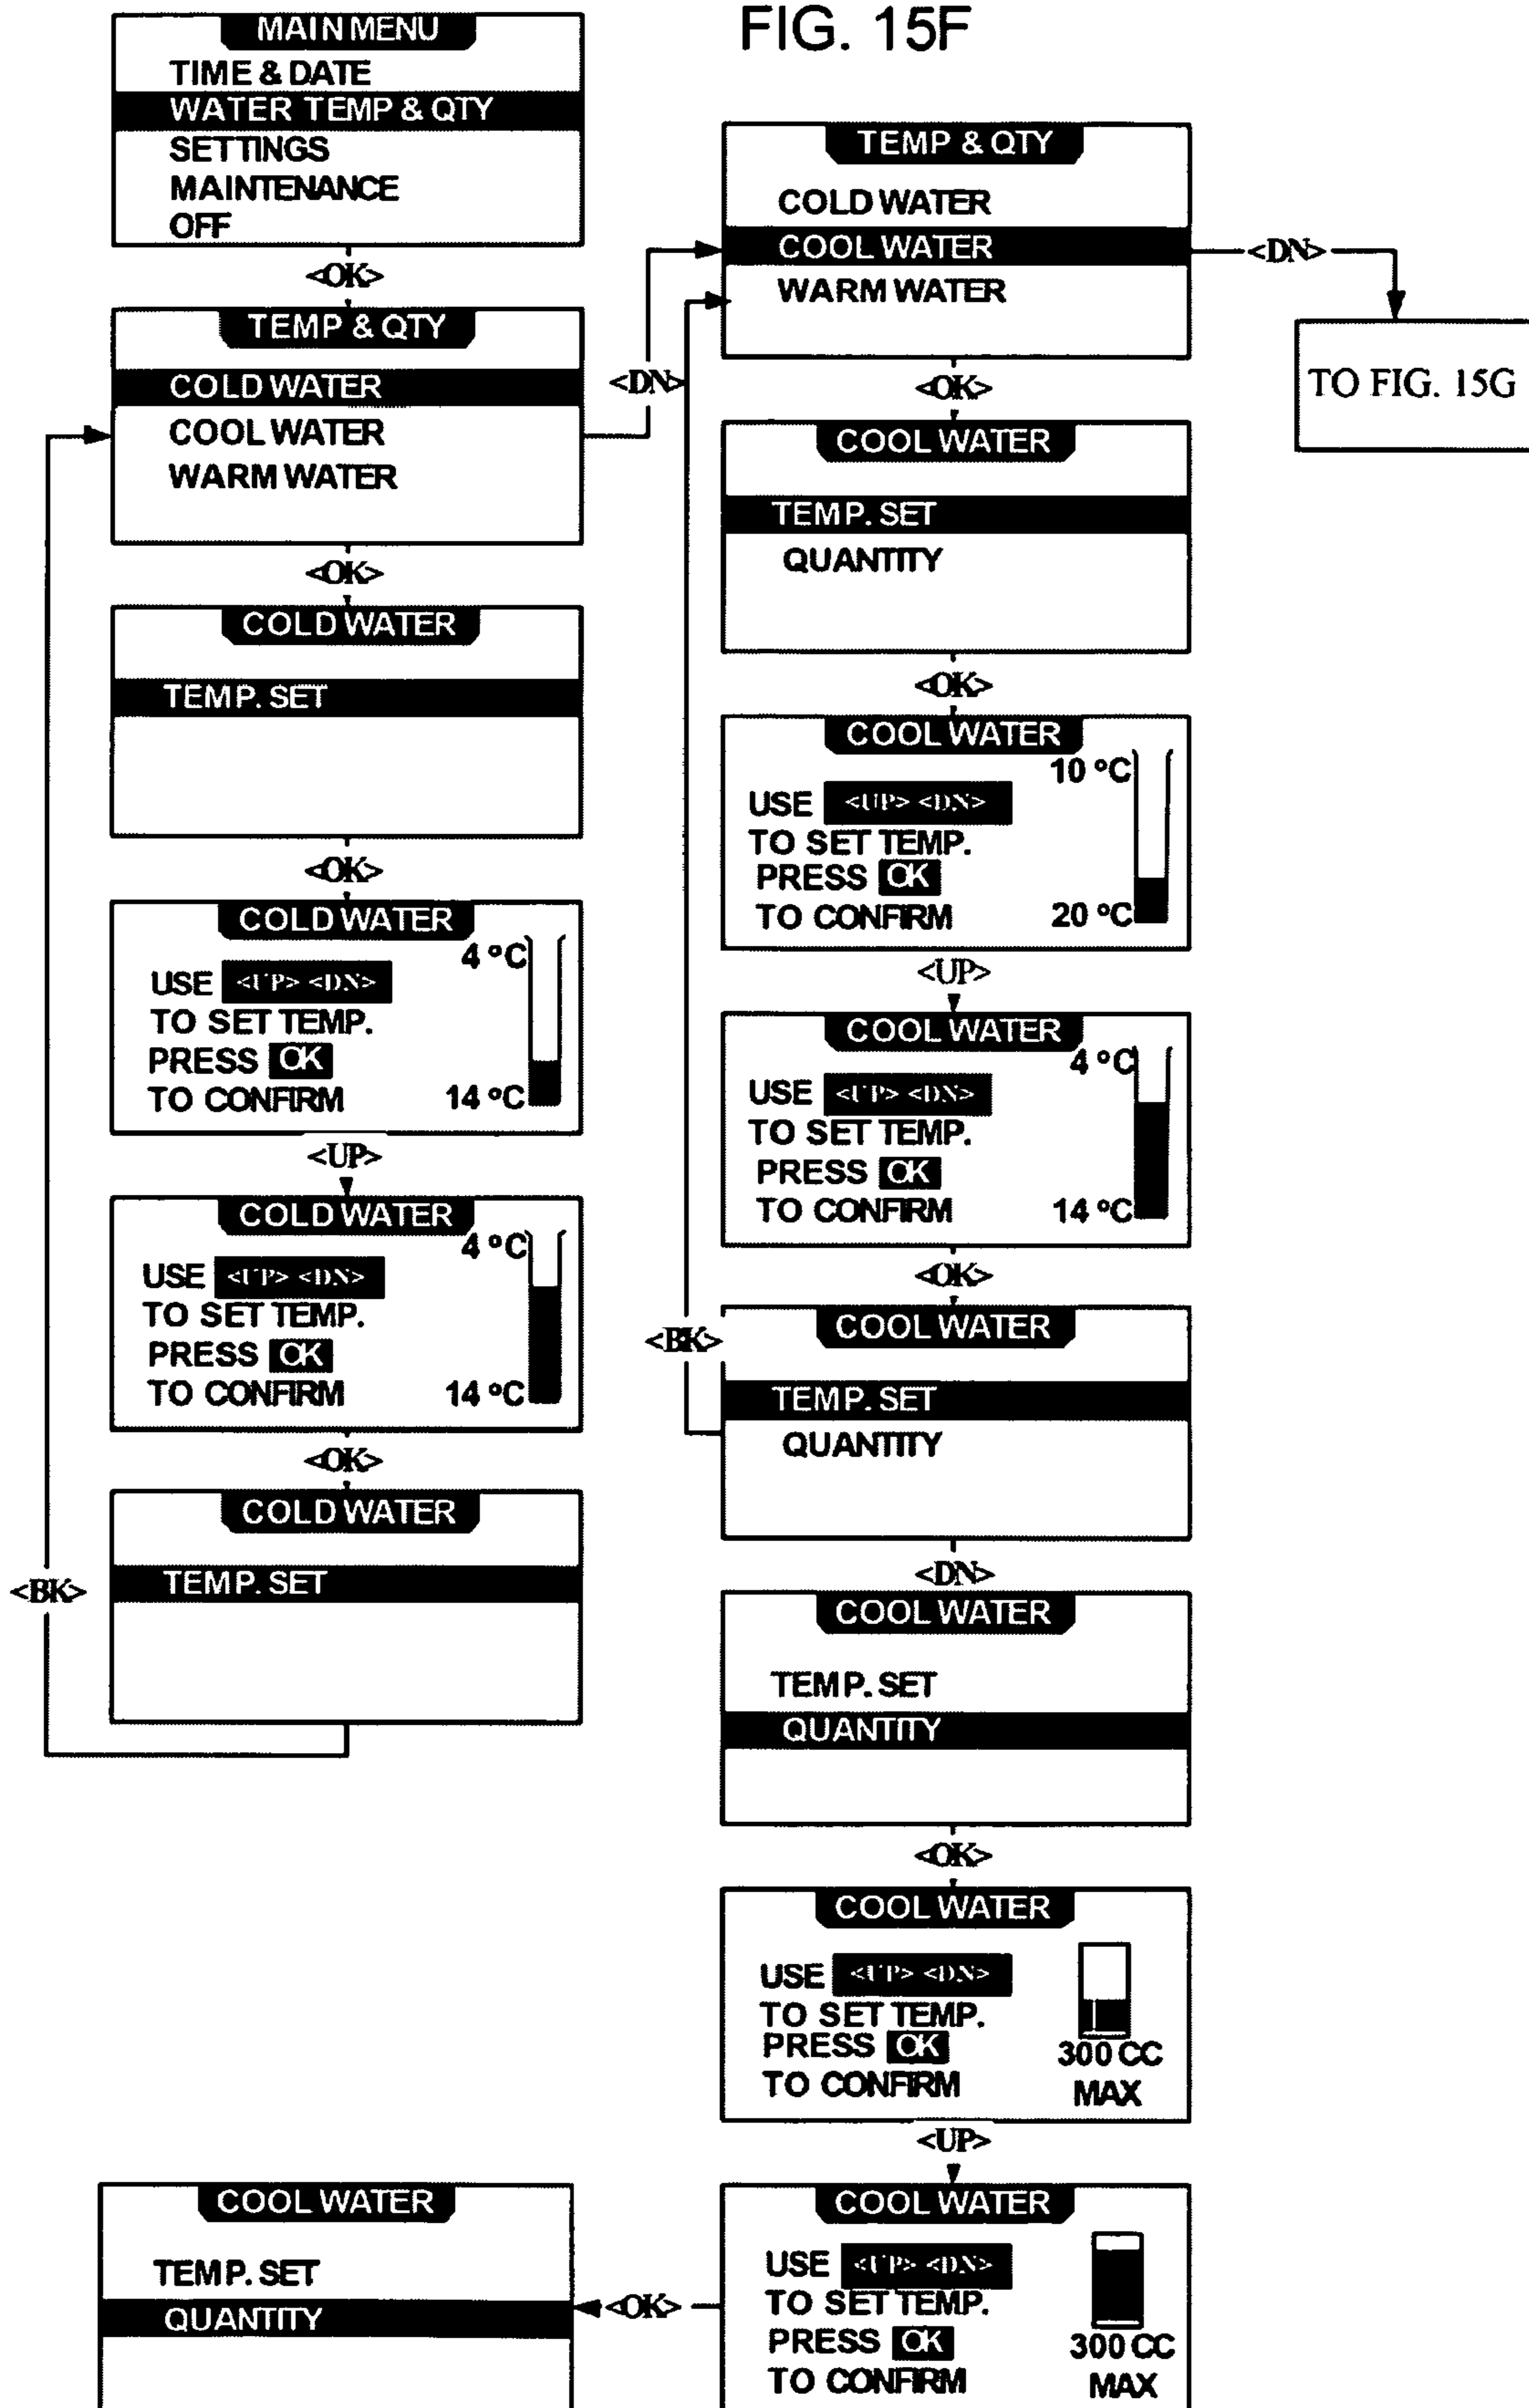 FIG. 15F
MAIN MENU
TIME & DATE
WATER TEMP & QTY
SETTINGS
MAINTENANCE
OFF
<OK>
TEMP & QTY
COLD WATER
COOL WATER
WARM WATER
<DN>
<OK>
COLD WATER
TEMP. SET
<OK>
COLD WATER
4 °C
USE <UP> <DN>
TO SET TEMP.
PRESS OK
TO CONFIRM
14 °C
<UP>
COLD WATER
4 °C
USE <UP> <DN>
TO SET TEMP.
PRESS OK
TO CONFIRM
14 °C
<OK>
COLD WATER
TEMP. SET
<BK>
TEMP & QTY
COLD WATER
COOL WATER
WARM WATER
<DN>
TO FIG. 15G
<OK>
COOL WATER
TEMP. SET
QUANTITY
<OK>
COOL WATER
10 °C
USE <UP> <DN>
TO SET TEMP.
PRESS OK
TO CONFIRM
20 °C
<UP>
COOL WATER
4 °C
USE <UP> <DN>
TO SET TEMP.
PRESS OK
TO CONFIRM
14 °C
<OK>
COOL WATER
<BK>
TEMP. SET
QUANTITY
<DN>
COOL WATER
TEMP. SET
QUANTITY
<OK>
COOL WATER
USE <UP> <DN>
TO SET TEMP.
PRESS OK
TO CONFIRM
300 CC
MAX
<UP>
COOL WATER
USE <UP> <DN>
TO SET TEMP.
PRESS OK
TO CONFIRM
300 CC
MAX
<OK>
COOL WATER
TEMP. SET
QUANTITY